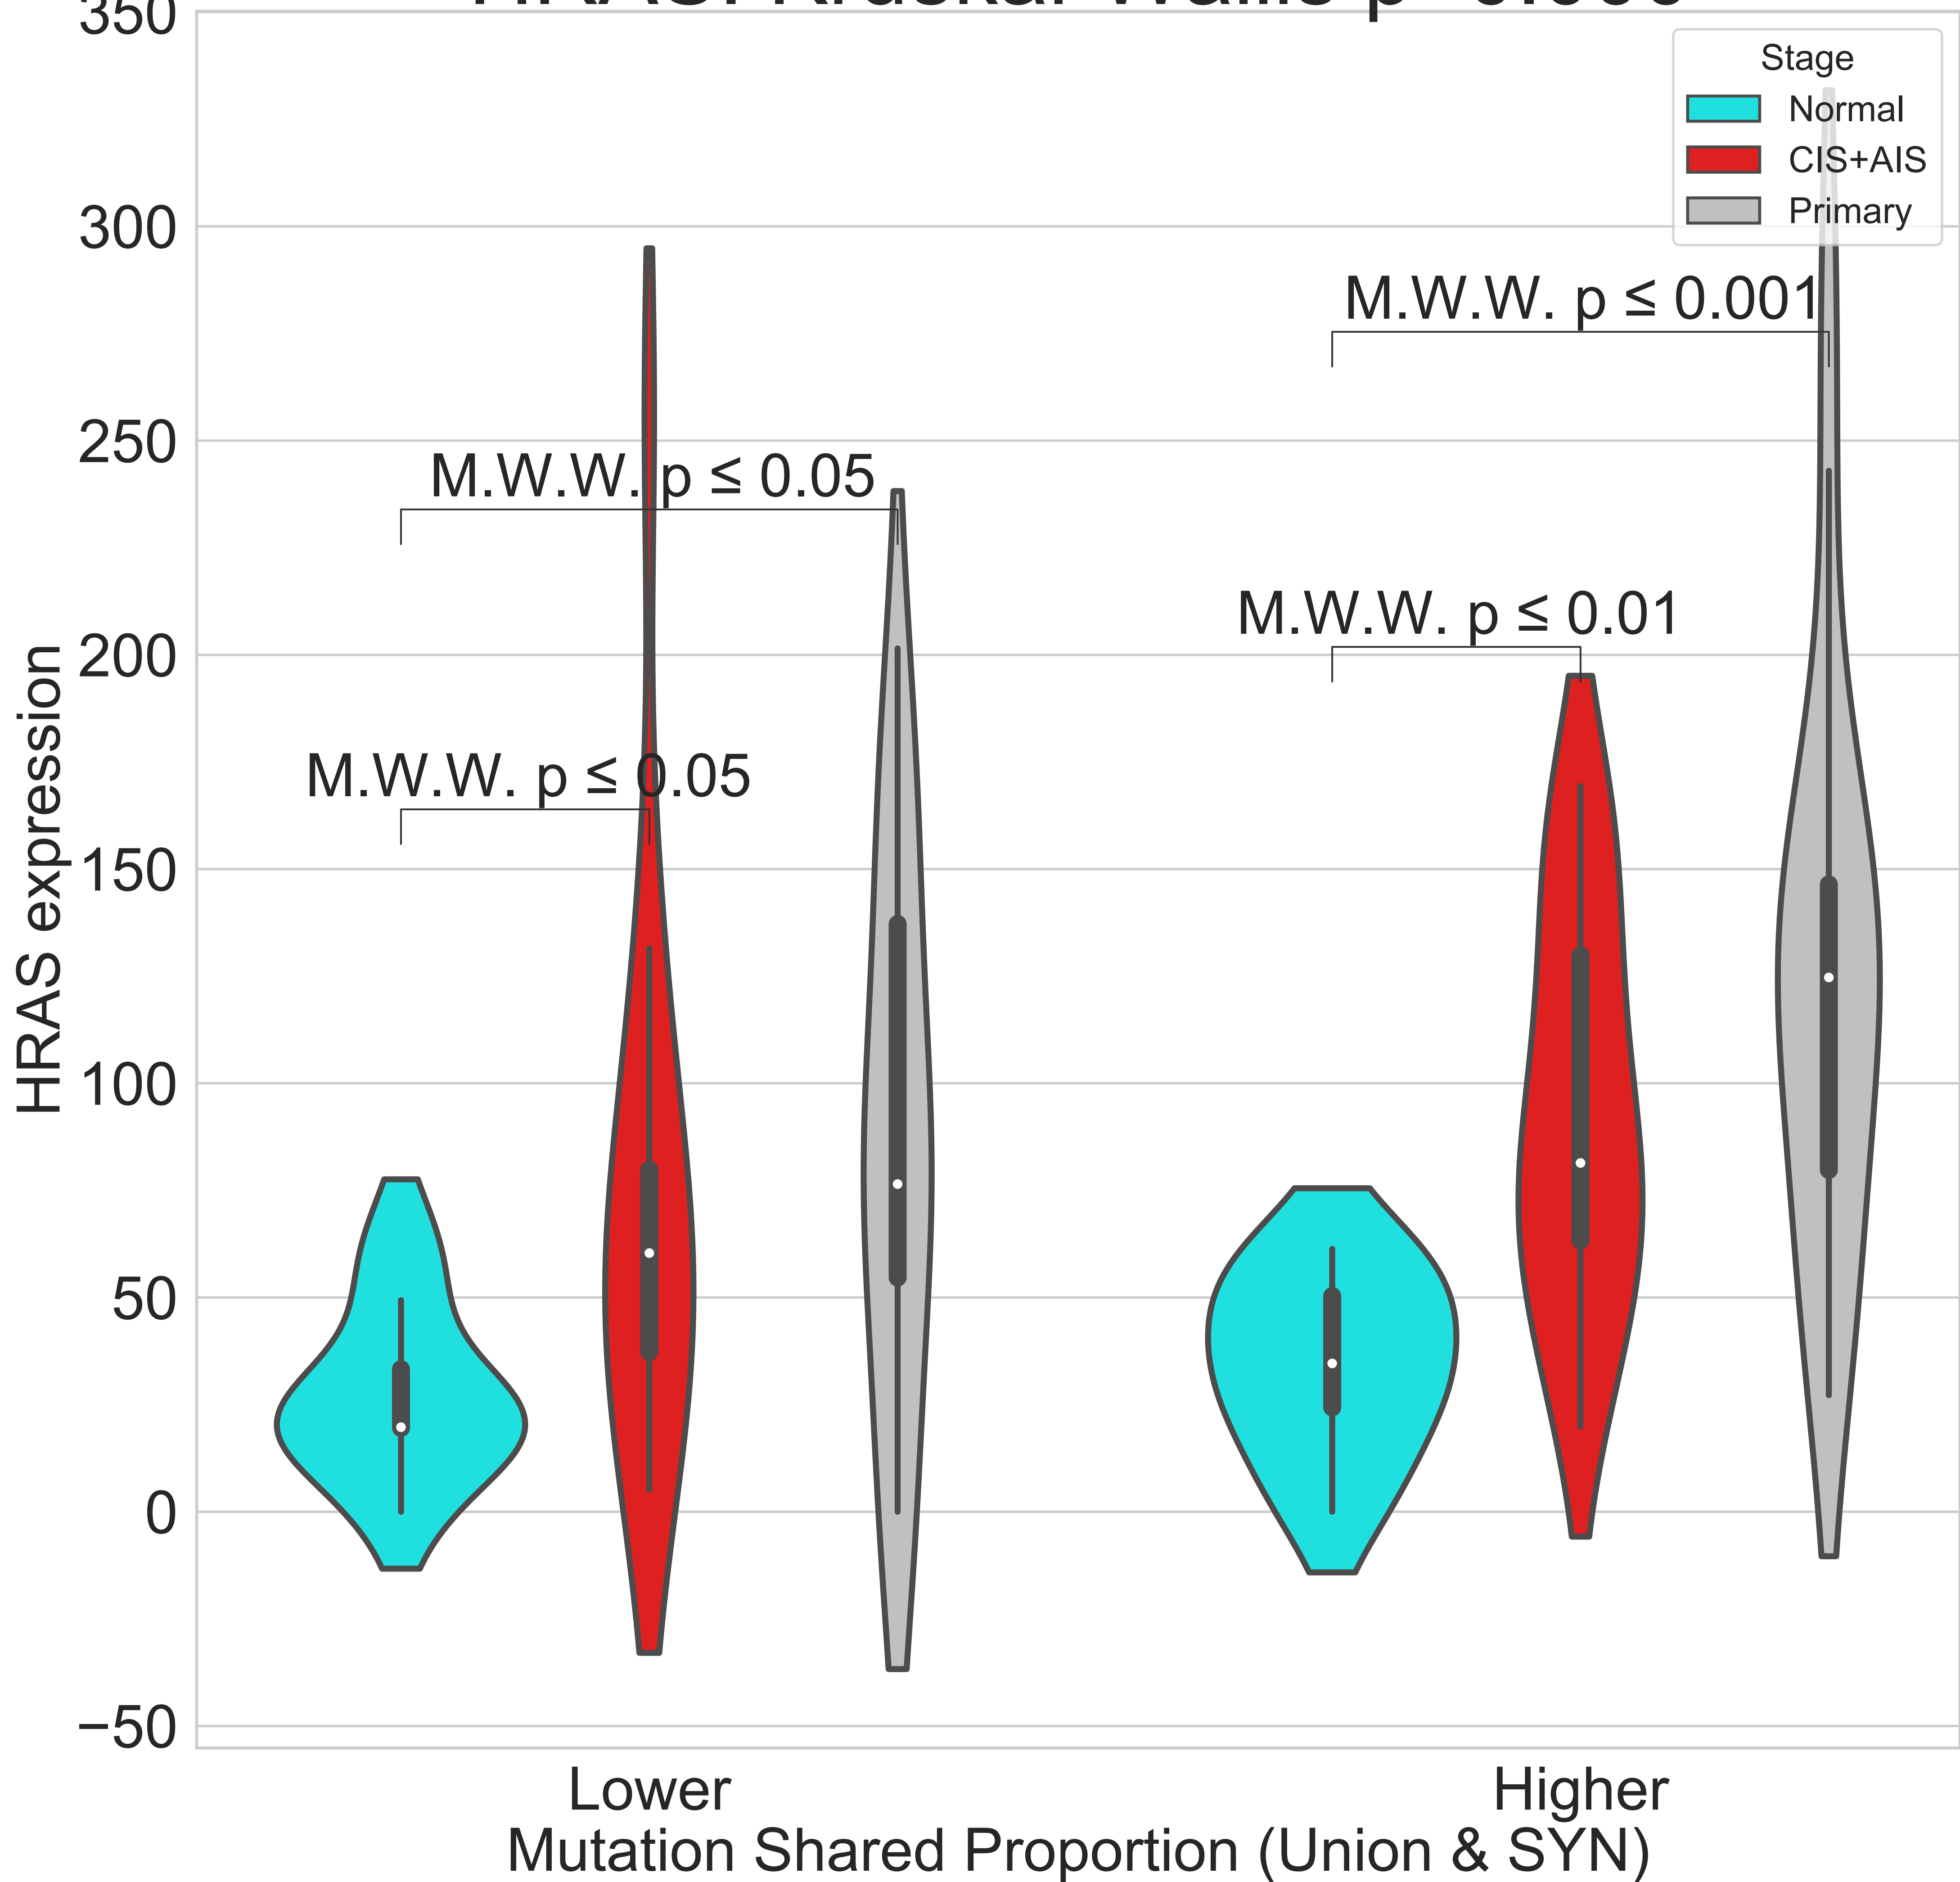 350
Stage
Normal
CIS+AIS
Primary
300
M.W.W. p ≤ 0.001
250
M.W.W. p ≤ 0.05
M.W.W. p ≤ 0.01
200
M.W.W. p ≤ 0.05
HRAS expression
150
100
50
0
−50
Lower
Higher
Mutation Shared Proportion (Union & SYN)